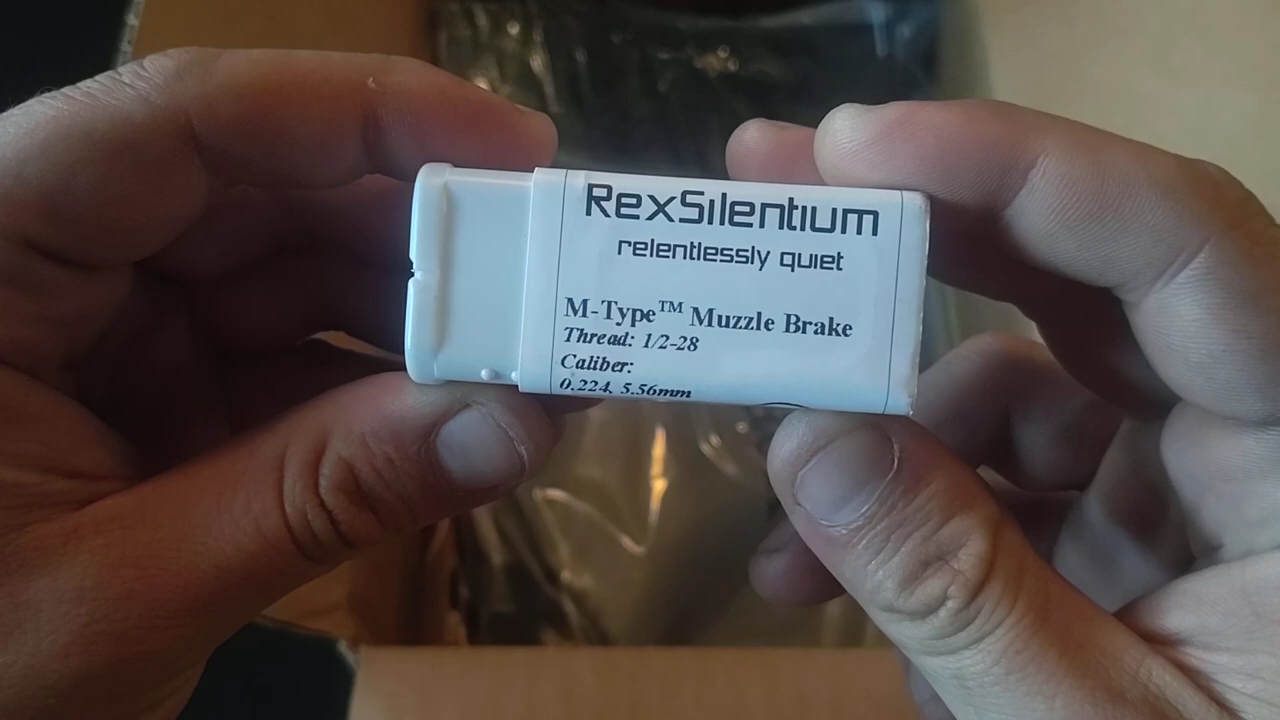 RexSilentium
relentlessly quiet
M-Type™ Muzzle Brake
Thread: 1/2-28
Caliber:
0.224, 5.56mm